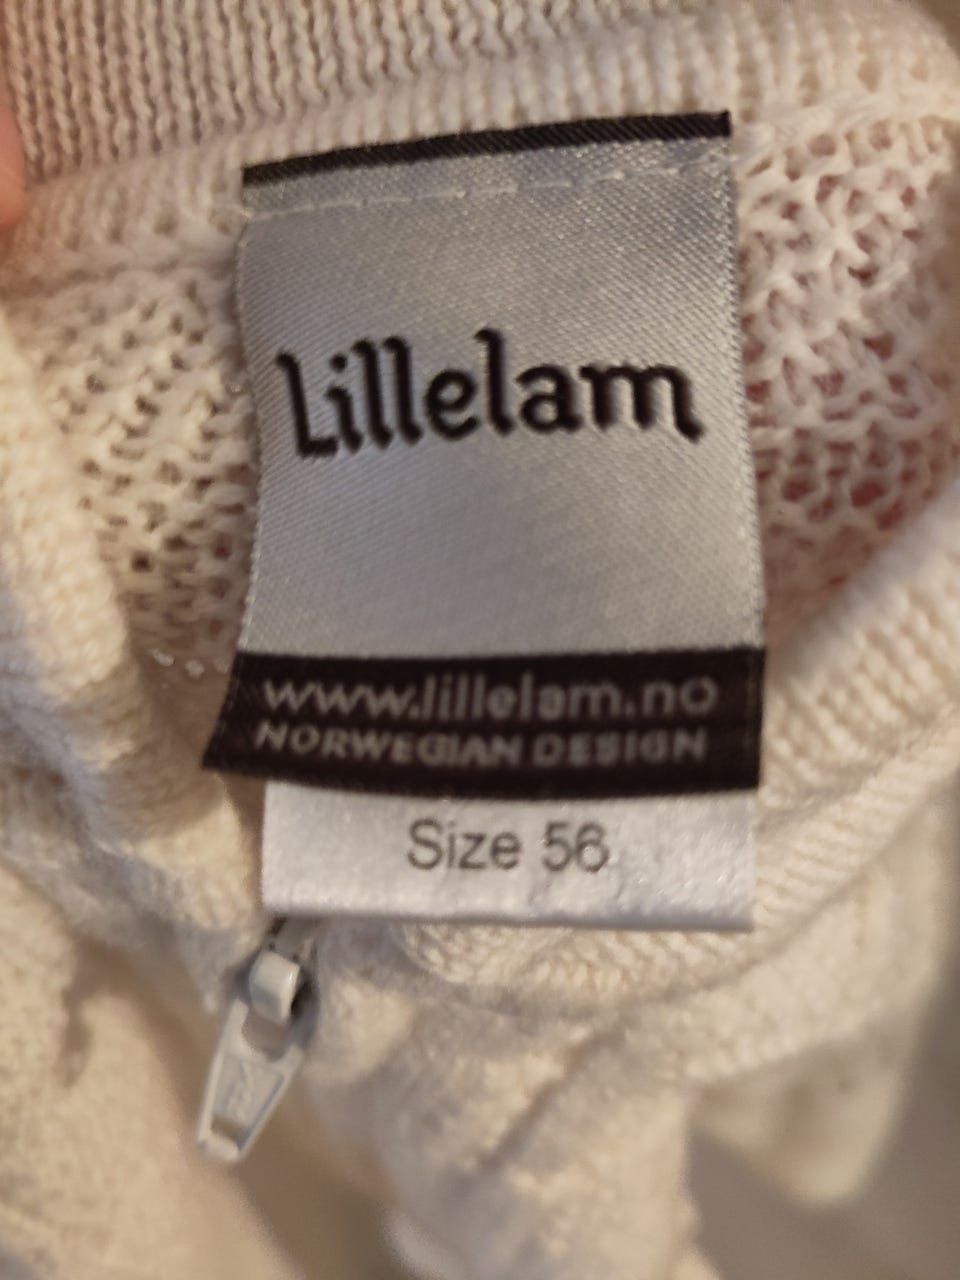 Lillelam
www.lillelam.no
NORWEGIAN DESIGN
Size 56